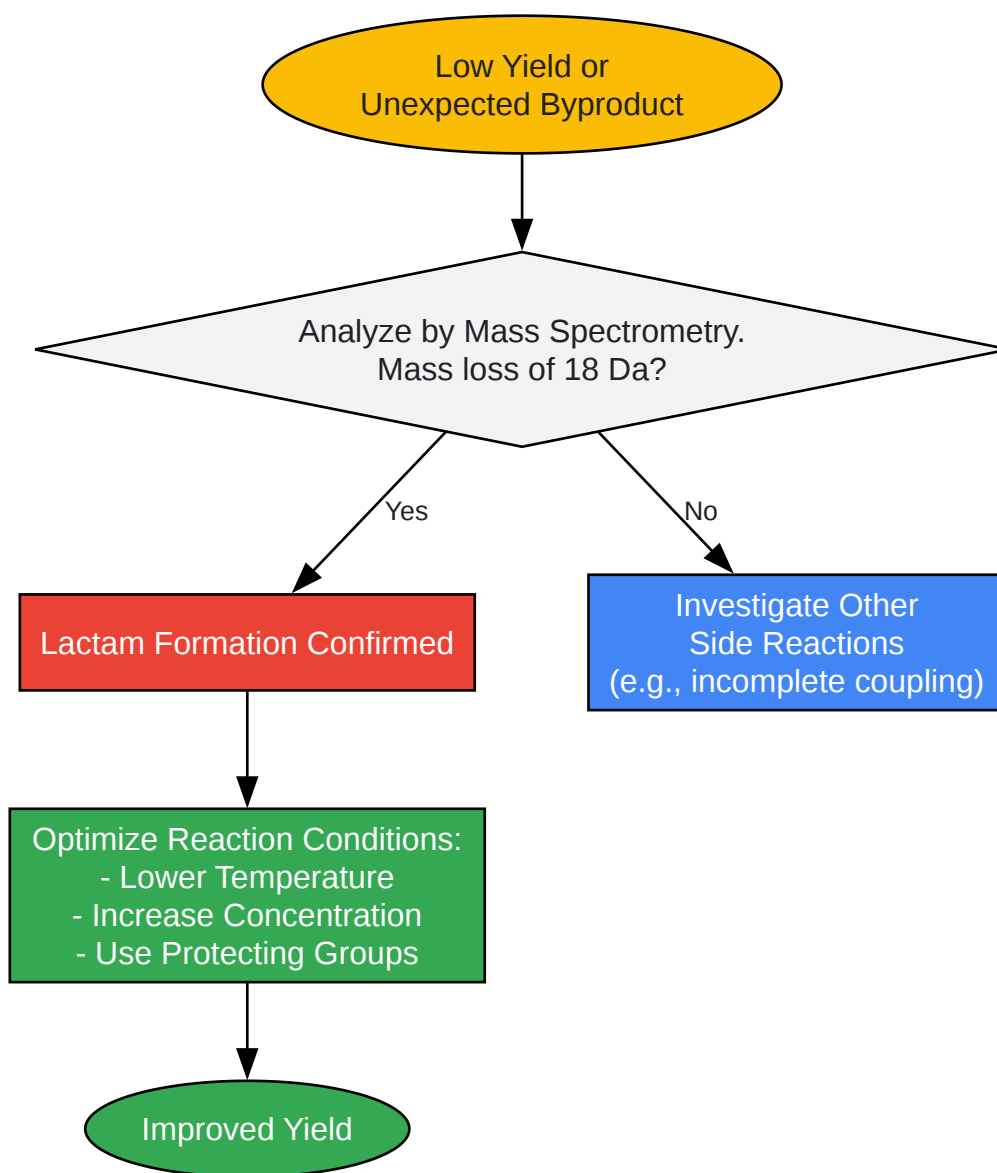 Low Yield or
Unexpected Byproduct
Analyze by Mass Spectrometry.
Mass loss of 18 Da?
Yes
No
Lactam Formation Confirmed
Investigate Other
Side Reactions
(e.g., incomplete coupling)
Optimize Reaction Conditions:
- Lower Temperature
- Increase Concentration
- Use Protecting Groups
Improved Yield